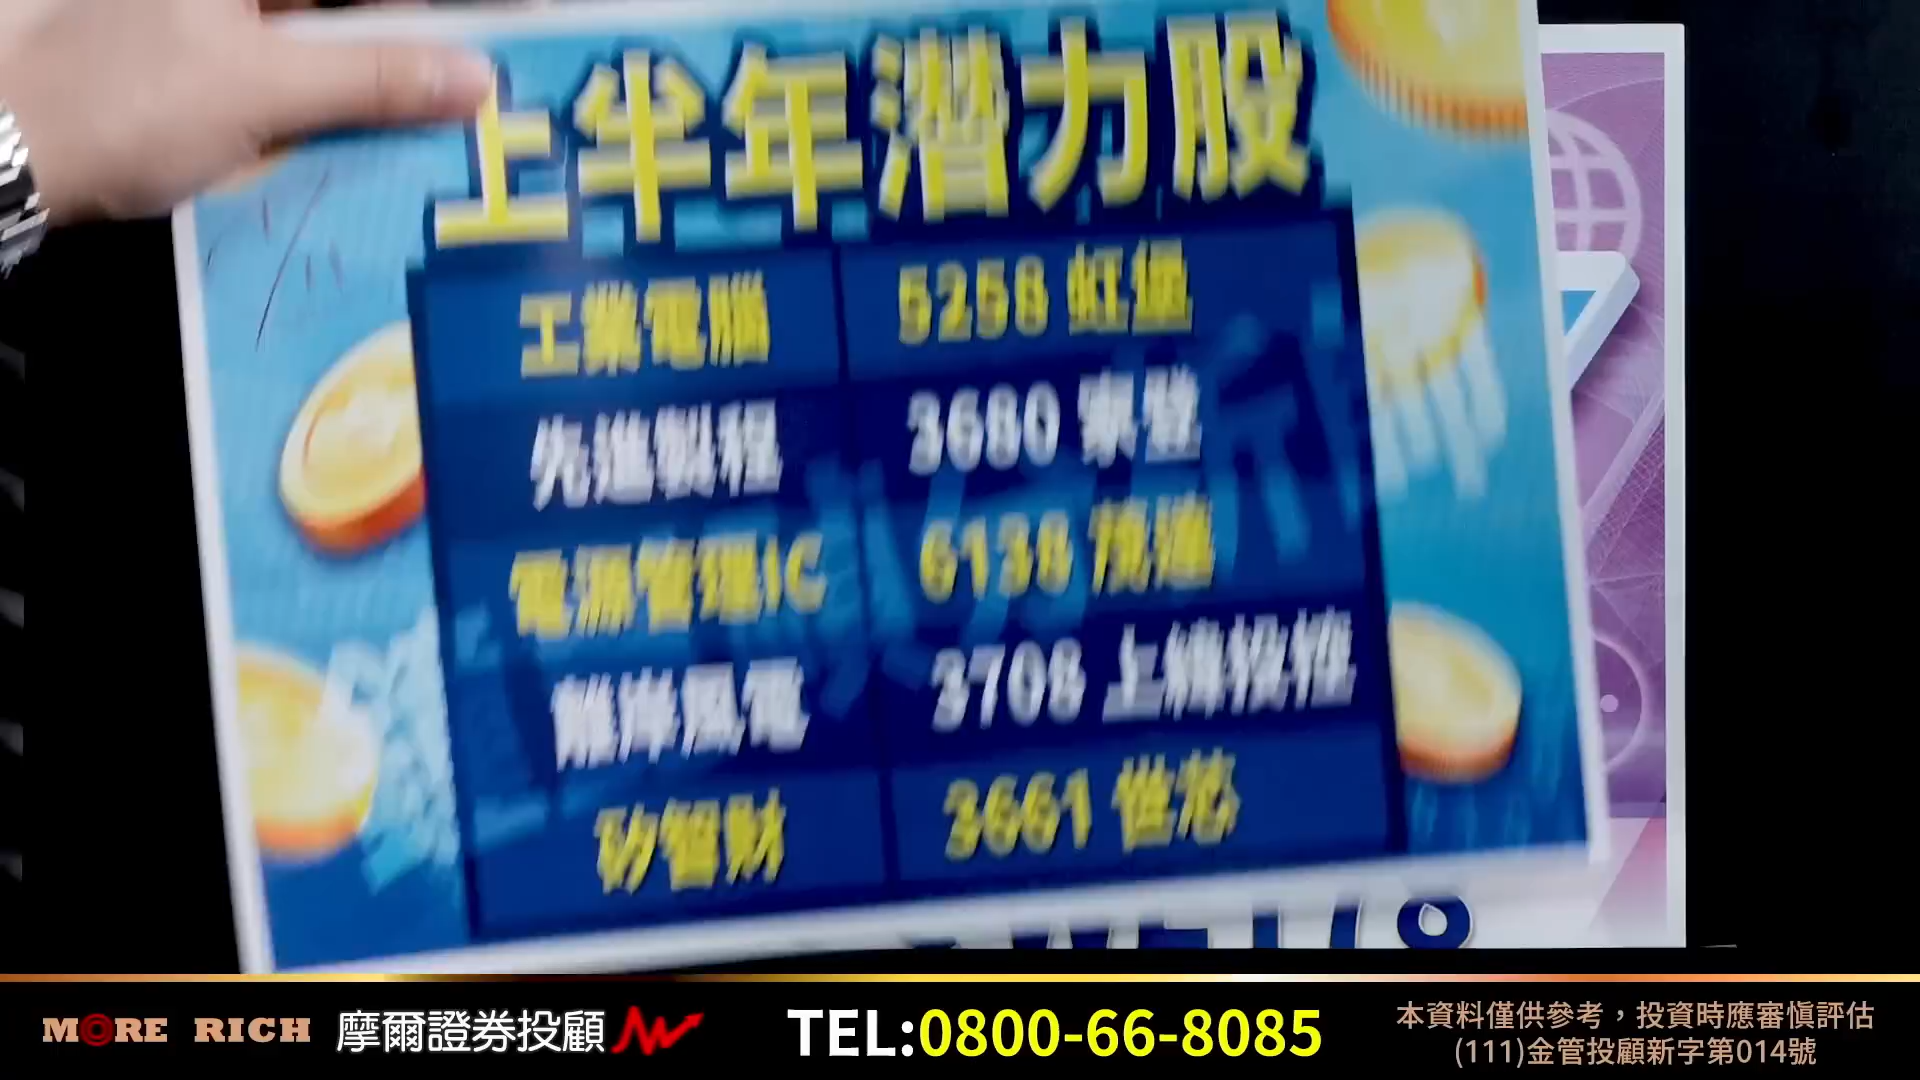 上半年潛力股
工業電腦 5258 虹堡
先進製程 3680 家登
電源管理IC 6138 茂達
離岸風電 3708 上緯投控
矽智財 3661 世芯
MORE RICH 摩爾證券投顧
TEL:0800-66-8085
本資料僅供參考，投資時應審慎評估
(111)金管投顧新字第014號